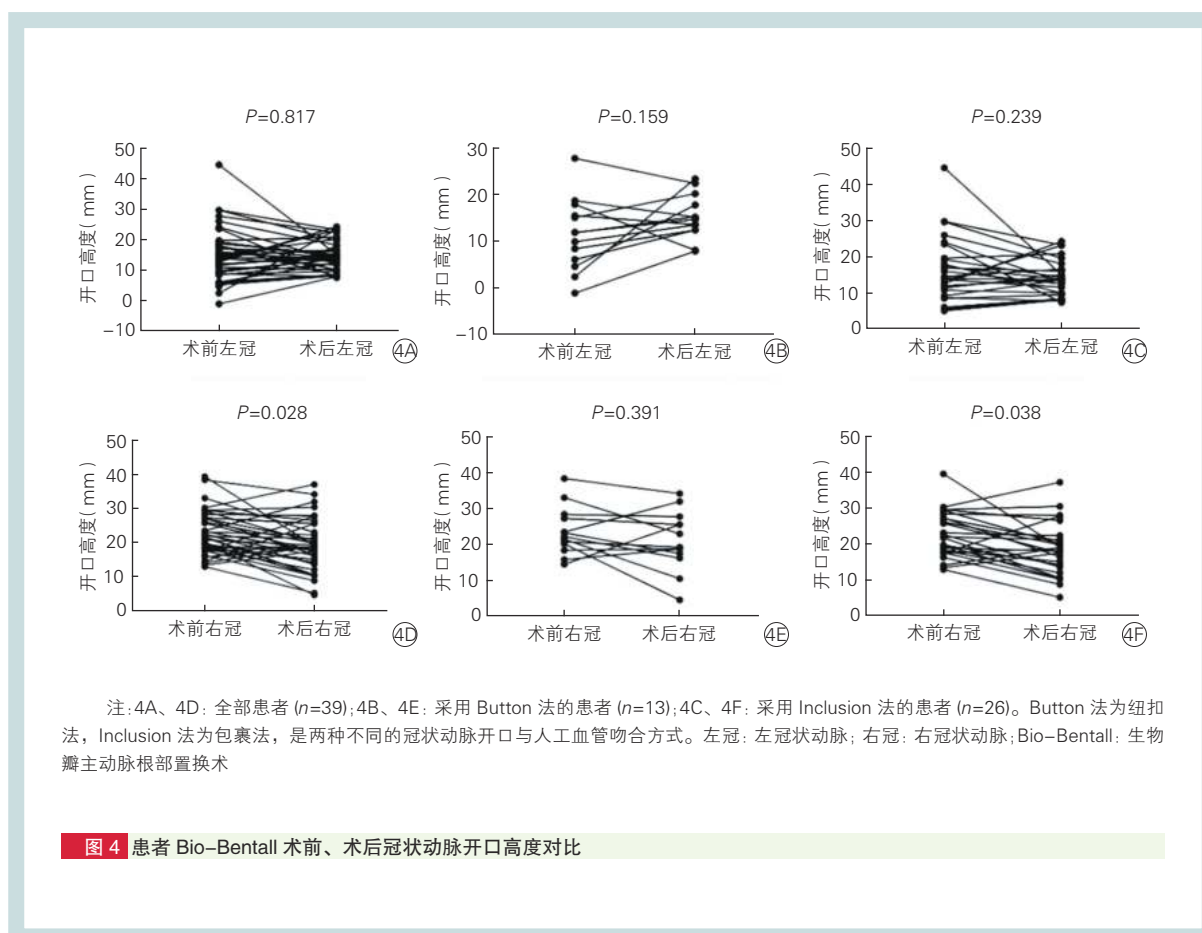 P=0.817
50
40
30
20
10
0
−10
开口高度(mm)
术前左冠 术后左冠 4A
P=0.159
30
20
10
0
−10
开口高度(mm)
术前左冠 术后左冠 4B
P=0.239
50
40
30
20
10
0
开口高度(mm)
术前左冠 术后左冠 4C
P=0.028
50
40
30
20
10
0
开口高度(mm)
术前右冠 术后右冠 4D
P=0.391
50
40
30
20
10
0
开口高度(mm)
术前右冠 术后右冠 4E
P=0.038
50
40
30
20
10
0
开口高度(mm)
术前右冠 术后右冠 4F
注:4A、4D: 全部患者 (n=39);4B、4E: 采用 Button 法的患者 (n=13);4C、4F: 采用 Inclusion 法的患者 (n=26)。Button 法为纽扣
法，Inclusion 法为包裹法，是两种不同的冠状动脉开口与人工血管吻合方式。左冠: 左冠状动脉; 右冠: 右冠状动脉;Bio−Bentall: 生物
瓣主动脉根部置换术
图 4 患者 Bio−Bentall 术前、术后冠状动脉开口高度对比